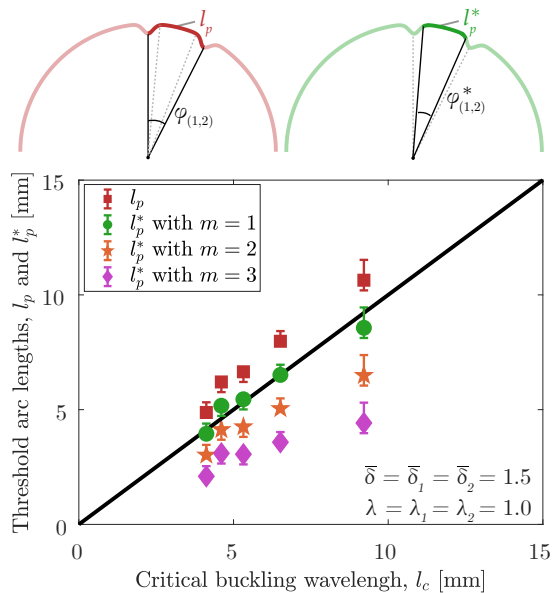 l_p l_p^*
φ_(1,2) φ_(1,2)^*
Threshold arc lengths, l_p and l_p^* [mm]
15
10
5
0
l_p
l_p^* with m = 1
l_p^* with m = 2
l_p^* with m = 3
δ̅ = δ̅_1 = δ̅_2 = 1.5
λ = λ_1 = λ_2 = 1.0
0 5 10 15
Critical buckling wavelengh, l_c [mm]